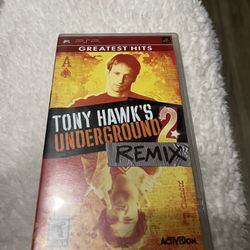 PSP
GREATEST HITS
A
TONY HAWK'S
UNDERGROUND 2
REMIX
ACTIVISION